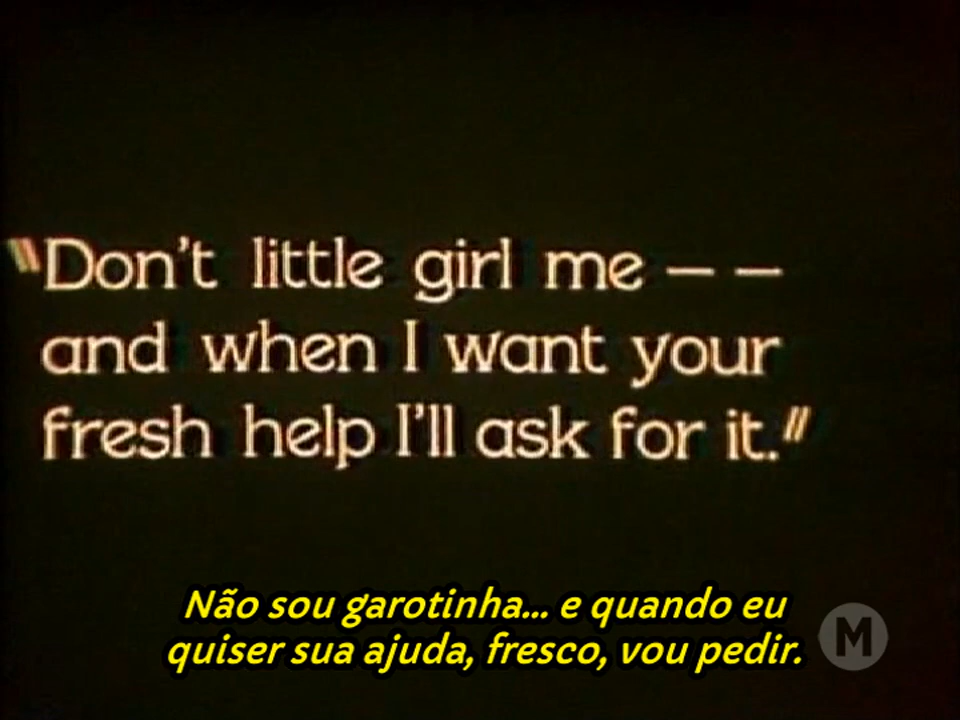 "Don't little girl me — —
and when I want your
fresh help I'll ask for it."
Não sou garotinha... e quando eu
quiser sua ajuda, fresco, vou pedir.
M